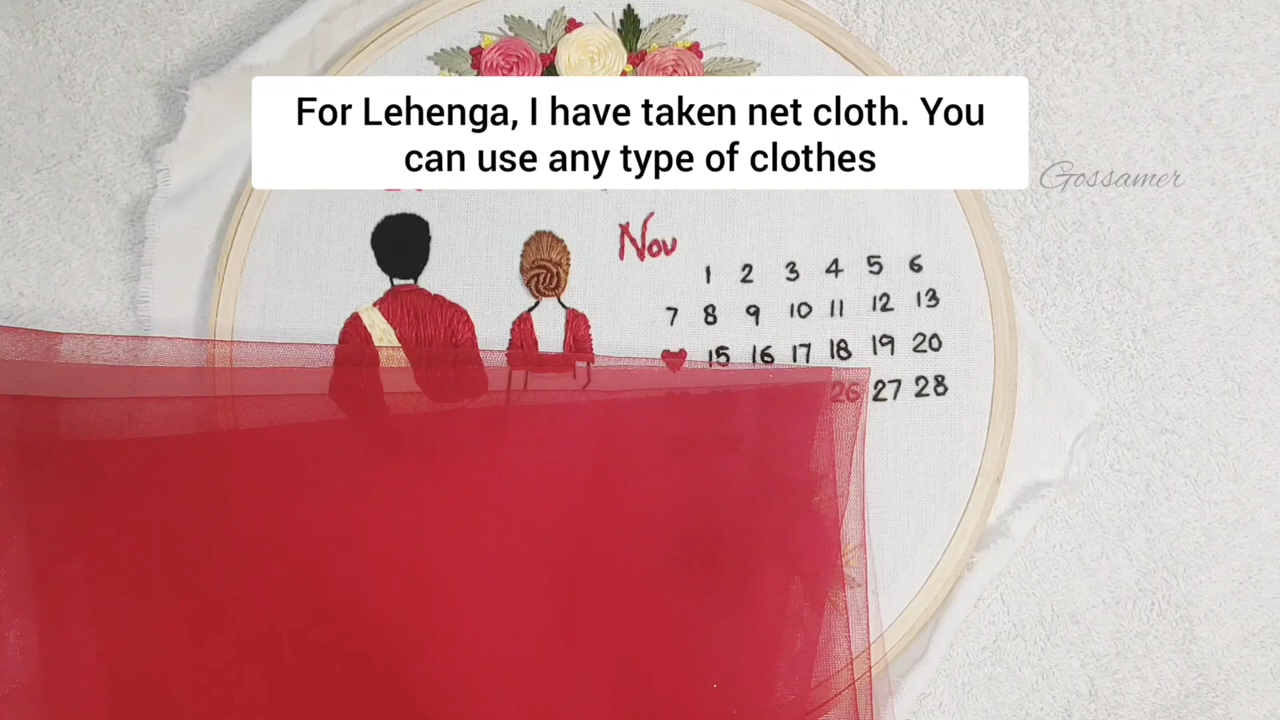 For Lehenga, I have taken net cloth. You
can use any type of clothes
Gossamer
Nov
1 2 3 4 5 6
7 8 9 10 11 12 13
15 16 17 18 19 20
26 27 28